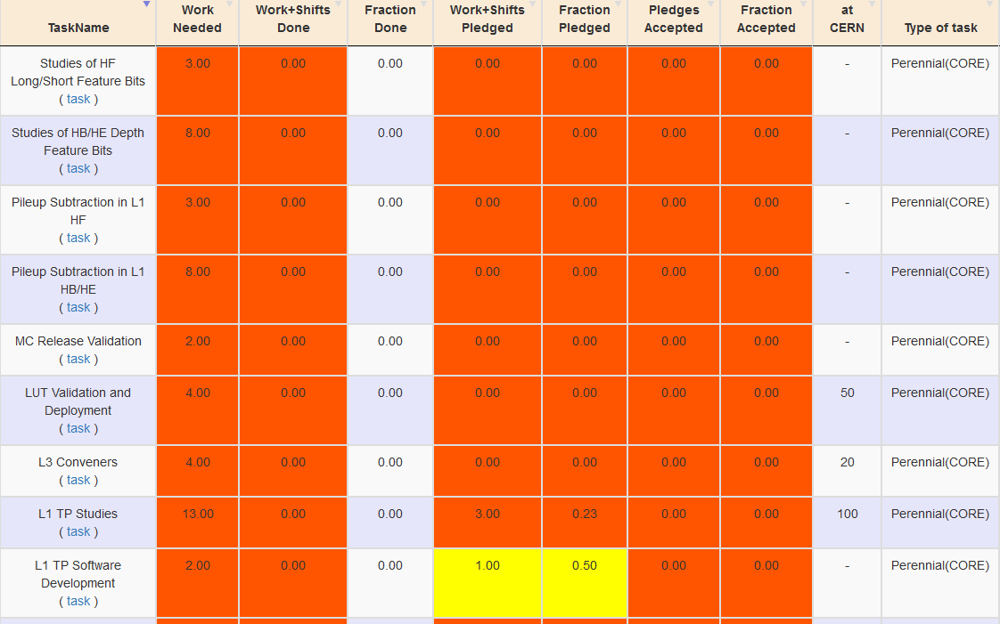 TaskName Work Needed Work+Shifts Done Fraction Done Work+Shifts Pledged Fraction Pledged Pledges Accepted Fraction Accepted at CERN Type of task
Studies of HF Long/Short Feature Bits ( task ) 3.00 0.00 0.00 0.00 0.00 0.00 0.00 - Perennial(CORE)
Studies of HB/HE Depth Feature Bits ( task ) 8.00 0.00 0.00 0.00 0.00 0.00 0.00 - Perennial(CORE)
Pileup Subtraction in L1 HF ( task ) 3.00 0.00 0.00 0.00 0.00 0.00 0.00 - Perennial(CORE)
Pileup Subtraction in L1 HB/HE ( task ) 8.00 0.00 0.00 0.00 0.00 0.00 0.00 - Perennial(CORE)
MC Release Validation ( task ) 2.00 0.00 0.00 0.00 0.00 0.00 0.00 - Perennial(CORE)
LUT Validation and Deployment ( task ) 4.00 0.00 0.00 0.00 0.00 0.00 0.00 50 Perennial(CORE)
L3 Conveners ( task ) 4.00 0.00 0.00 0.00 0.00 0.00 0.00 20 Perennial(CORE)
L1 TP Studies ( task ) 13.00 0.00 0.00 3.00 0.23 0.00 0.00 100 Perennial(CORE)
L1 TP Software Development ( task ) 2.00 0.00 0.00 1.00 0.50 0.00 0.00 - Perennial(CORE)